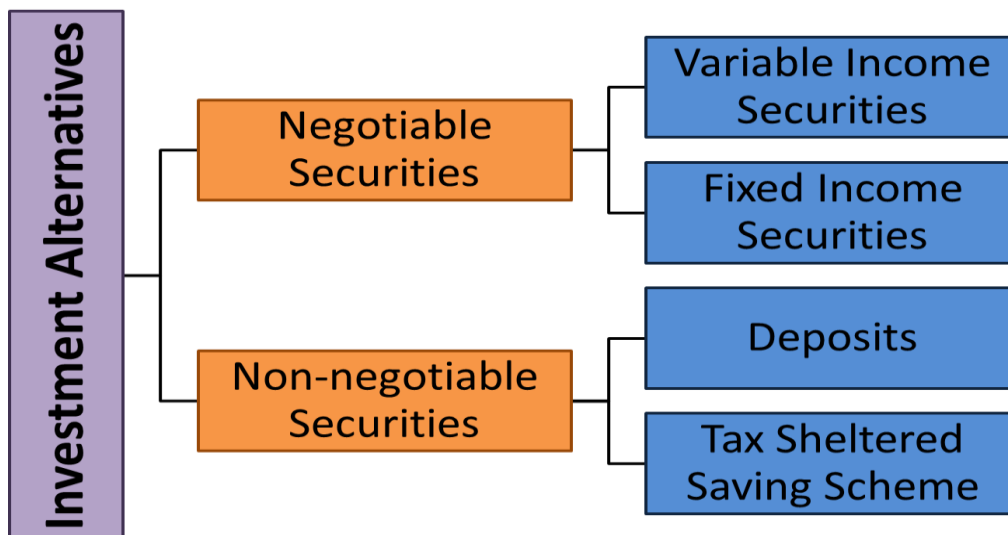 Investment Alternatives
Negotiable
Securities
Variable Income
Securities
Fixed Income
Securities
Non-negotiable
Securities
Deposits
Tax Sheltered
Saving Scheme